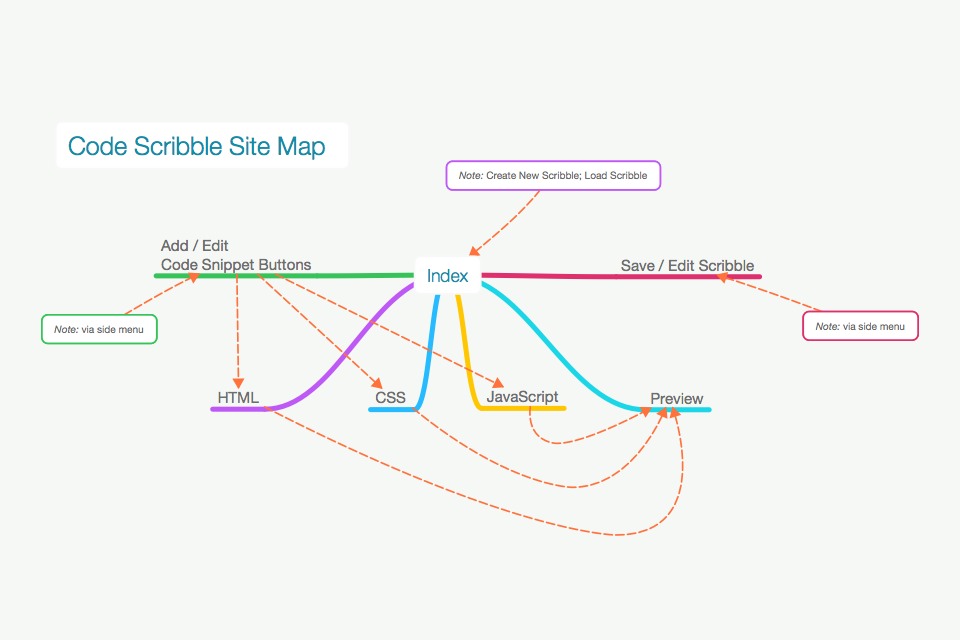 Code Scribble Site Map
Note: Create New Scribble; Load Scribble
Add / Edit
Code Snippet Buttons
Index
Save / Edit Scribble
Note: via side menu
Note: via side menu
HTML
CSS
JavaScript
Preview